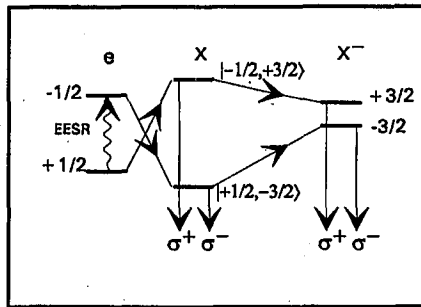 e X X⁻
|-1/2,+3/2⟩
-1/2 +3/2
EESR -3/2
+1/2
|+1/2,-3/2⟩
σ⁺ σ⁻ σ⁺ σ⁻